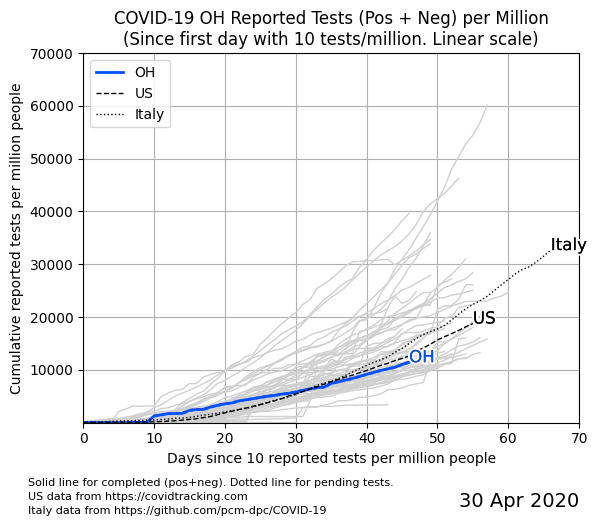 COVID-19 OH Reported Tests (Pos + Neg) per Million
(Since first day with 10 tests/million. Linear scale)
70000
60000
50000
40000
30000
20000
10000
Cumulative reported tests per million people
OH
US
Italy
Italy
US
OH
0 10 20 30 40 50 60 70
Days since 10 reported tests per million people
Solid line for completed (pos+neg). Dotted line for pending tests.
US data from https://covidtracking.com
Italy data from https://github.com/pcm-dpc/COVID-19
30 Apr 2020